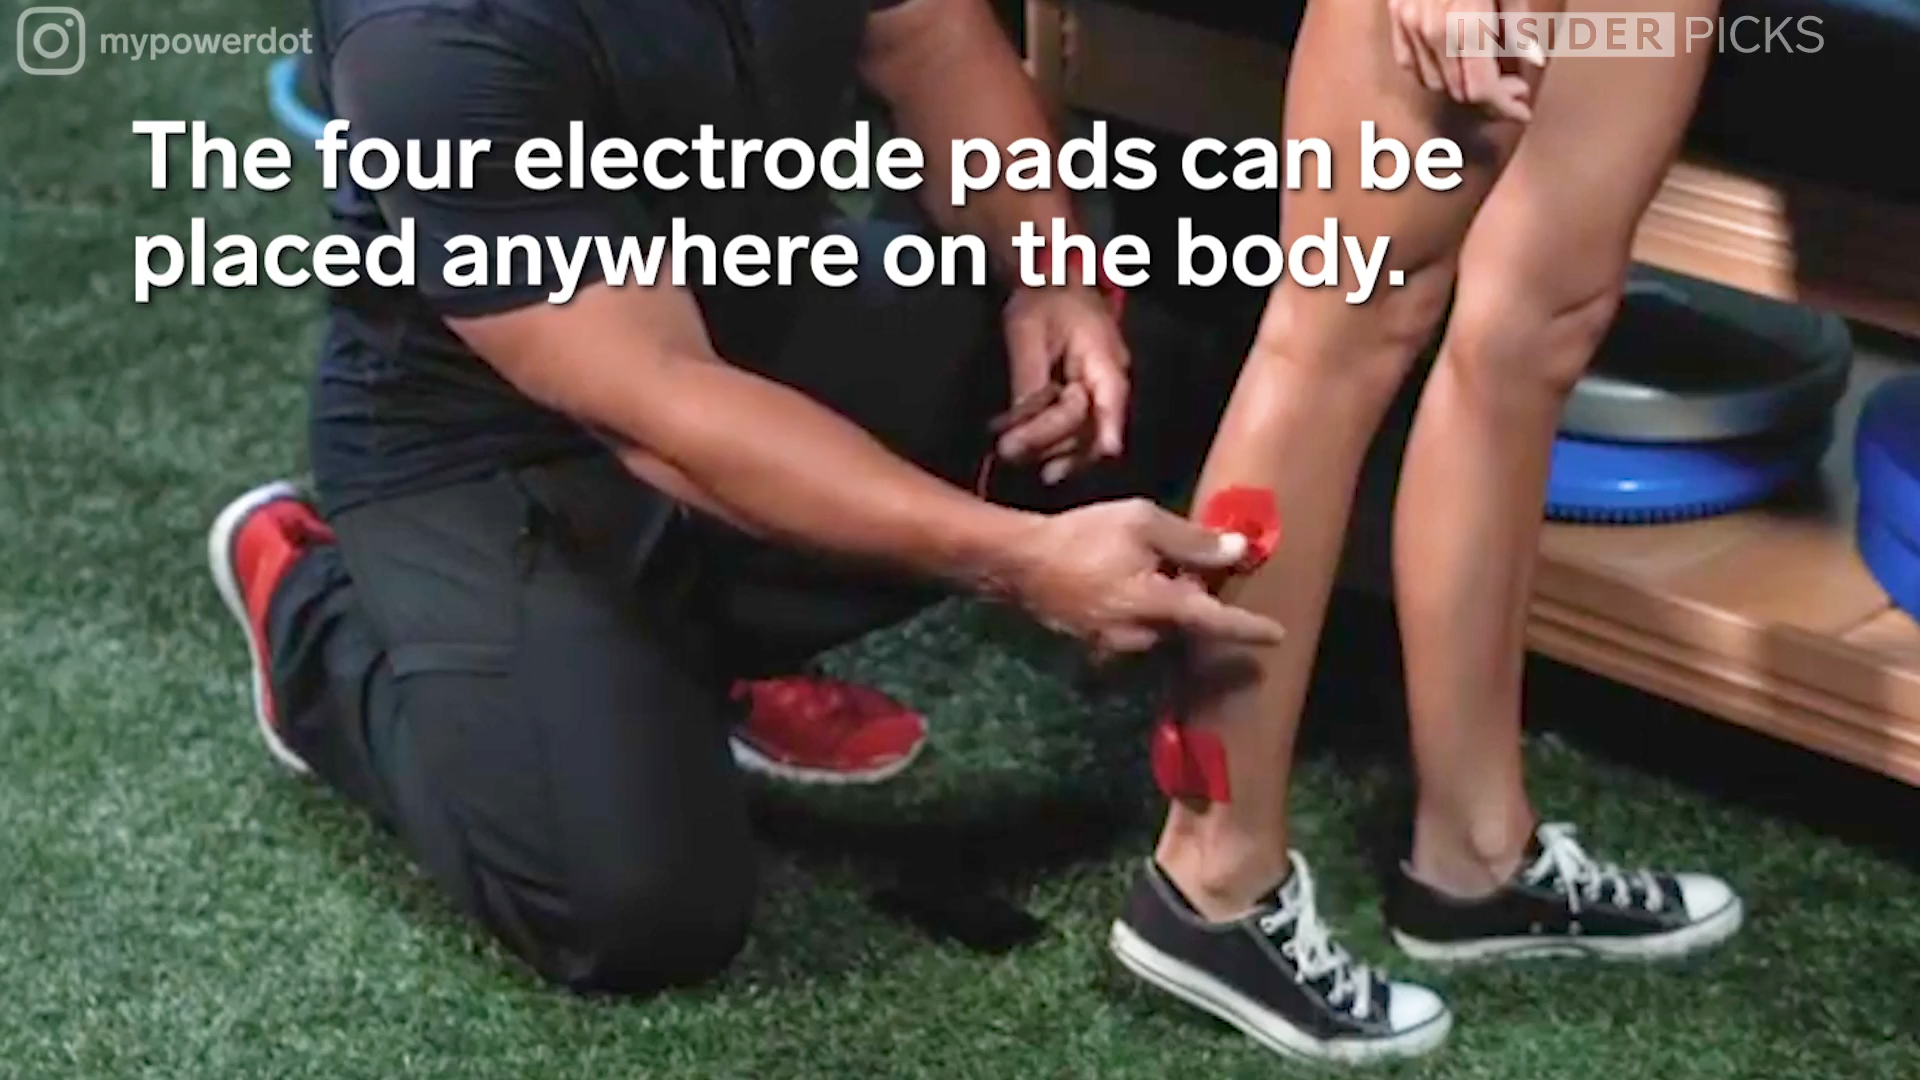 mypowerdot
INSIDER PICKS
The four electrode pads can be
placed anywhere on the body.